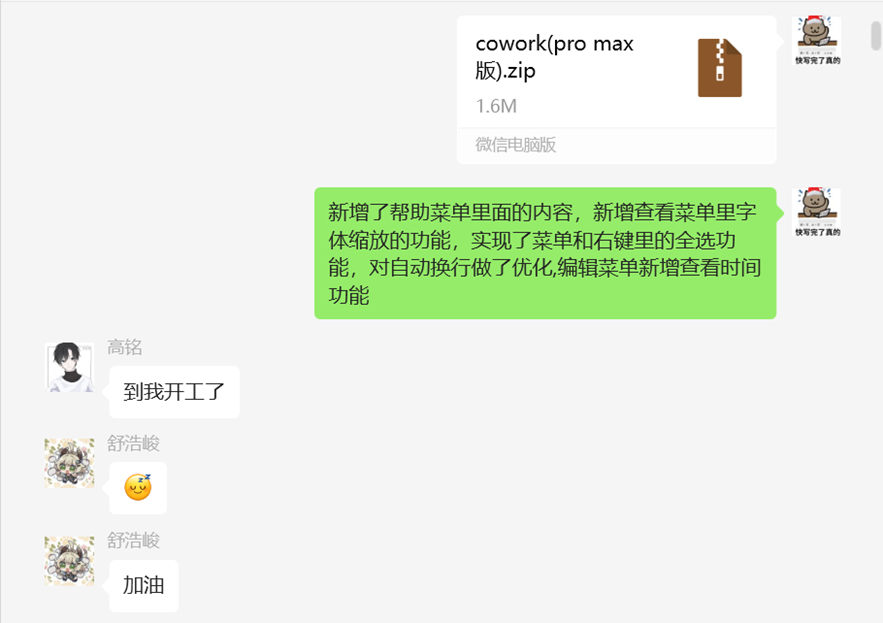 cowork(pro max
版).zip
1.6M
微信电脑版
快写完了真的
新增了帮助菜单里面的内容，新增查看菜单里字
体缩放的功能，实现了菜单和右键里的全选功
能，对自动换行做了优化,编辑菜单新增查看时间
功能
快写完了真的
高铭
到我开工了
舒浩峻
舒浩峻
加油